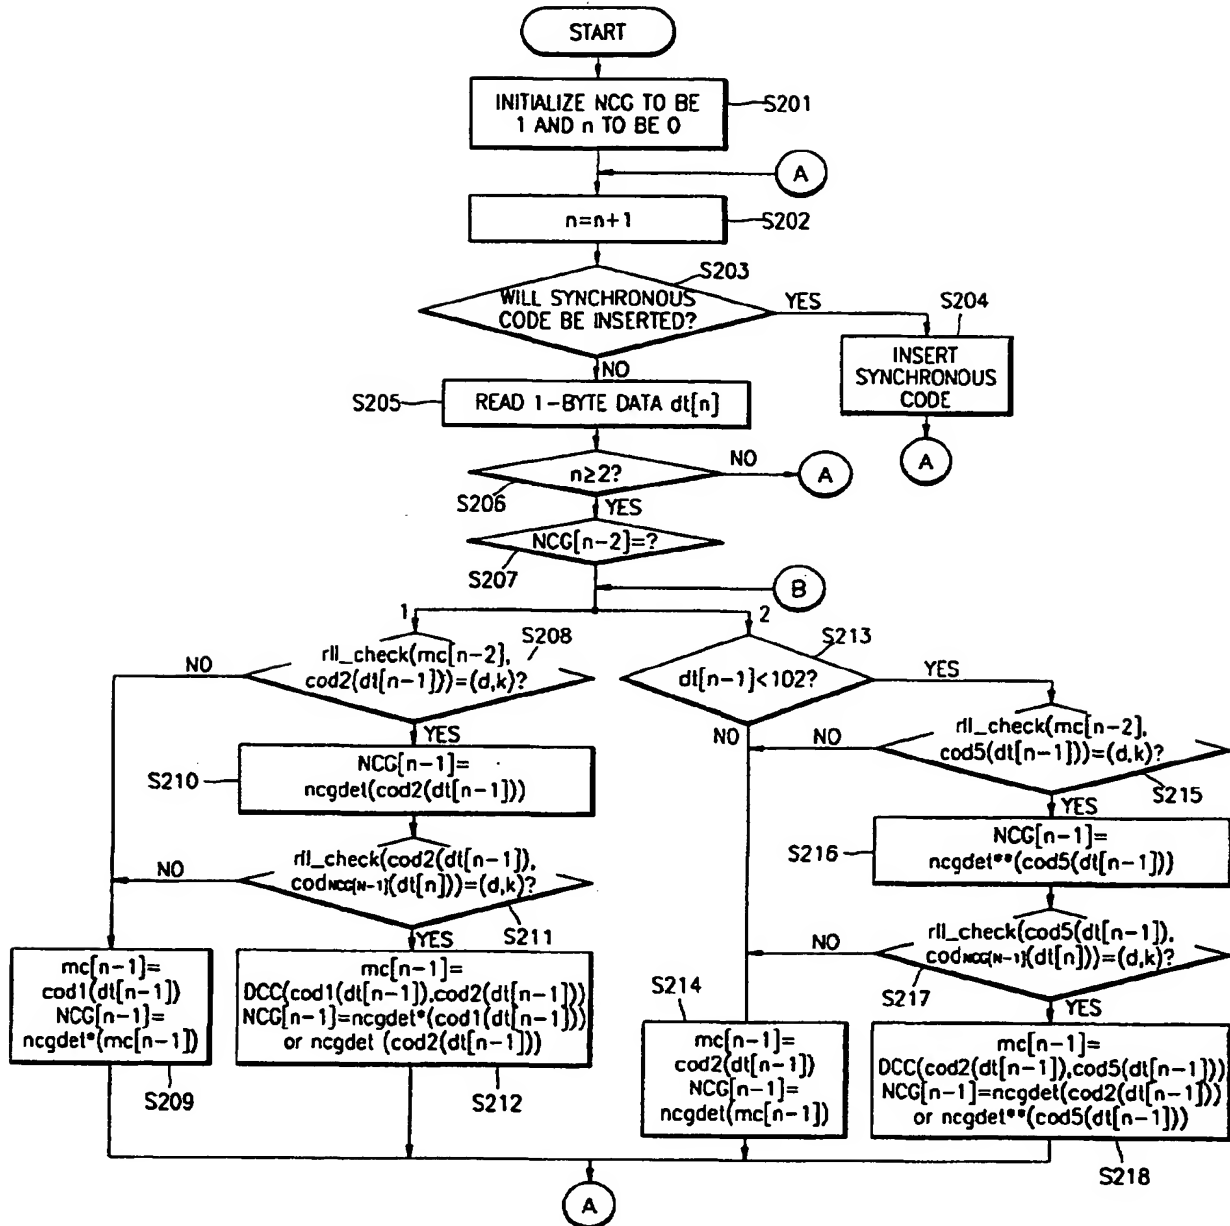 START
INITIALIZE NCG TO BE
1 AND n TO BE 0
S201
A
n=n+1
S202
S203
WILL SYNCHRONOUS
CODE BE INSERTED?
YES
S204
INSERT
SYNCHRONOUS
CODE
A
NO
S205
READ 1-BYTE DATA dt[n]
n≥2?
NO
A
S206
YES
NCG[n-2]=?
S207
B
1
2
S208
rll_check(mc[n-2],
cod2(dt[n-1]))=(d,k)?
NO
YES
S210
NCG[n-1]=
ncgdet(cod2(dt[n-1]))
rll_check(cod2(dt[n-1]),
codNCG[N-1](dt[n]))=(d,k)?
NO
YES
S211
mc[n-1]=
cod1(dt[n-1])
NCG[n-1]=
ncgdet*(mc[n-1])
S209
mc[n-1]=
DCC(cod1(dt[n-1]).cod2(dt[n-1]))
NCG[n-1]=ncgdet*(cod1(dt[n-1]))
or ncgdet (cod2(dt[n-1]))
S212
S213
dt[n-1]<102?
YES
NO
rll_check(mc[n-2],
cod5(dt[n-1]))=(d,k)?
NO
S215
YES
S216
NCG[n-1]=
ncgdet**(cod5(dt[n-1]))
rll_check(cod5(dt[n-1]),
codNCG[N-1](dt[n]))=(d,k)?
NO
S217
YES
S214
mc[n-1]=
cod2(dt[n-1])
NCG[n-1]=
ncgdet(mc[n-1])
mc[n-1]=
DCC(cod2(dt[n-1]).cod5(dt[n-1]))
NCG[n-1]=ncgdet(cod2(dt[n-1]))
or ncgdet**(cod5(dt[n-1]))
S218
A